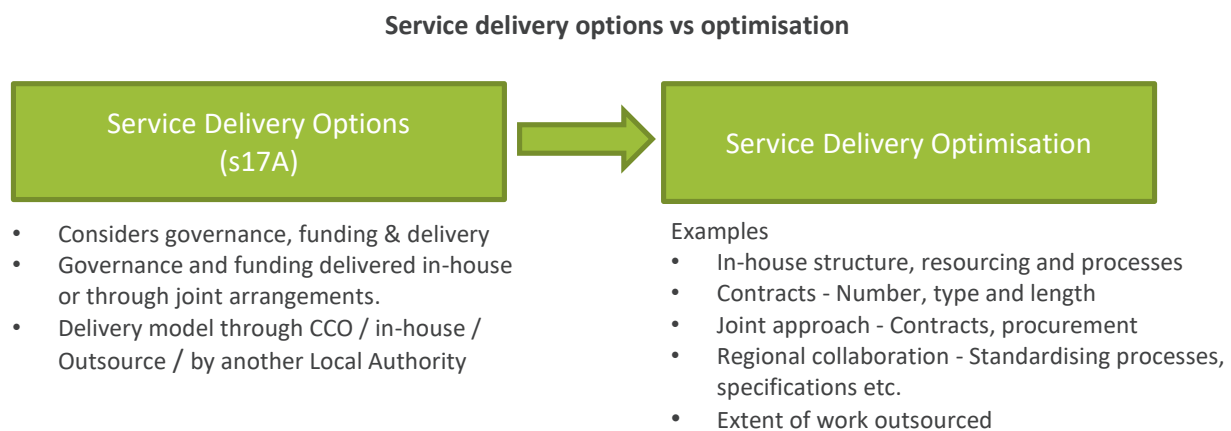 Service delivery options vs optimisation
Service Delivery Options
(s17A)
• Considers governance, funding & delivery
• Governance and funding delivered in-house
or through joint arrangements.
• Delivery model through CCO / in-house /
Outsource / by another Local Authority
Service Delivery Optimisation
Examples
• In-house structure, resourcing and processes
• Contracts - Number, type and length
• Joint approach - Contracts, procurement
• Regional collaboration - Standardising processes,
specifications etc.
• Extent of work outsourced